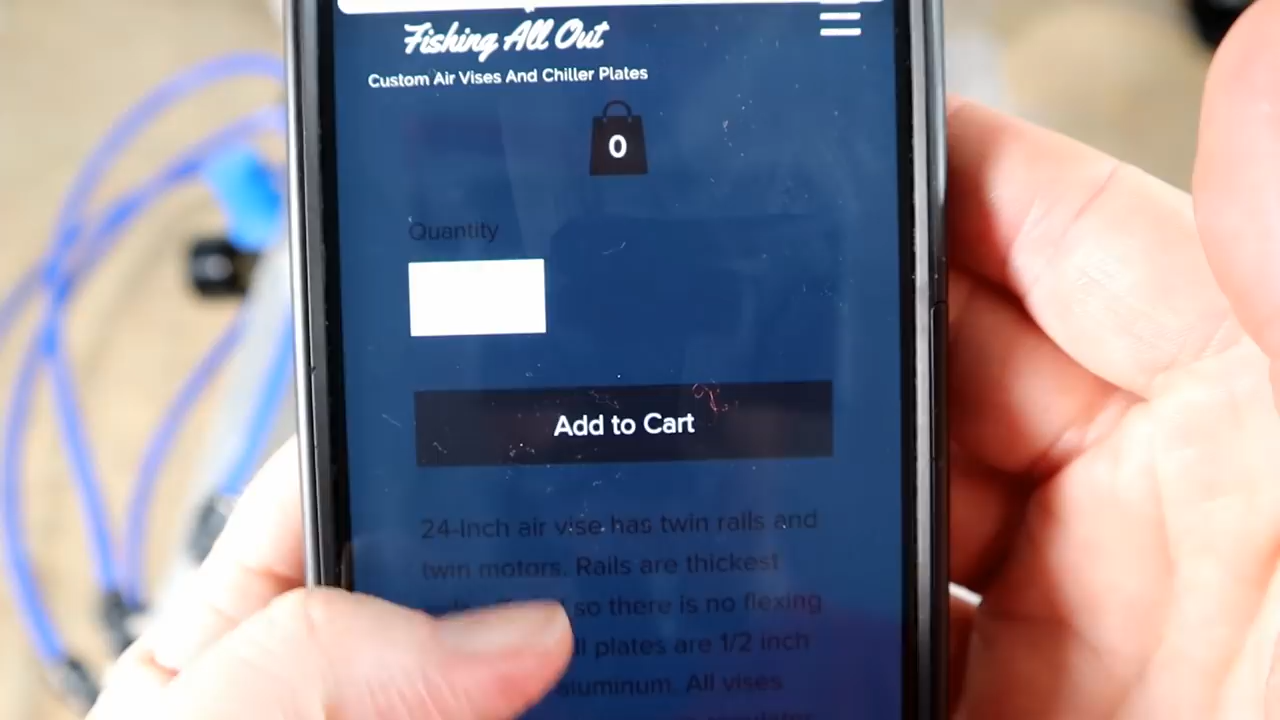 Fishing All Out
Custom Air Vises And Chiller Plates
0
Quantity
Add to Cart
24-Inch air vise has twin rails and
twin motors. Rails are thickest
so there is no flexing
plates are 1/2 inch
aluminum. All vises
regulator